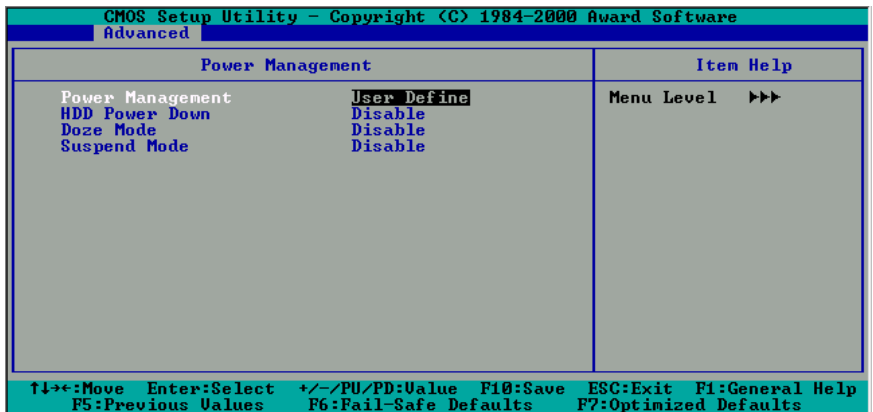 CMOS Setup Utility - Copyright (C) 1984-2000 Award Software
Advanced
Power Management Item Help
Power Management User Define Menu Level ►►►
HDD Power Down Disable
Doze Mode Disable
Suspend Mode Disable
↑↓→←:Move Enter:Select +/-/PU/PD:Value F10:Save ESC:Exit F1:General Help
F5:Previous Values F6:Fail-Safe Defaults F7:Optimized Defaults